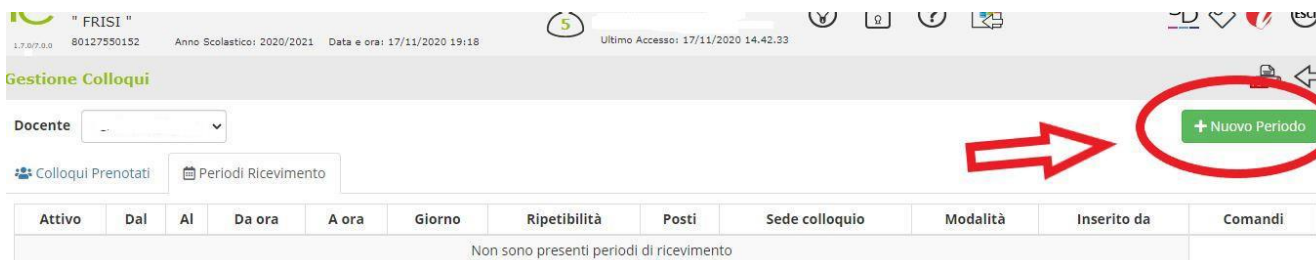 " FRISI "
5
1.7.0/7.0.0 80127550152 Anno Scolastico: 2020/2021 Data e ora: 17/11/2020 19:18
Ultimo Accesso: 17/11/2020 14.42.33
Gestione Colloqui
Docente
+ Nuovo Periodo
Colloqui Prenotati Periodi Ricevimento
Attivo Dal Al Da ora A ora Giorno Ripetibilità Posti Sede colloquio Modalità Inserito da Comandi
Non sono presenti periodi di ricevimento